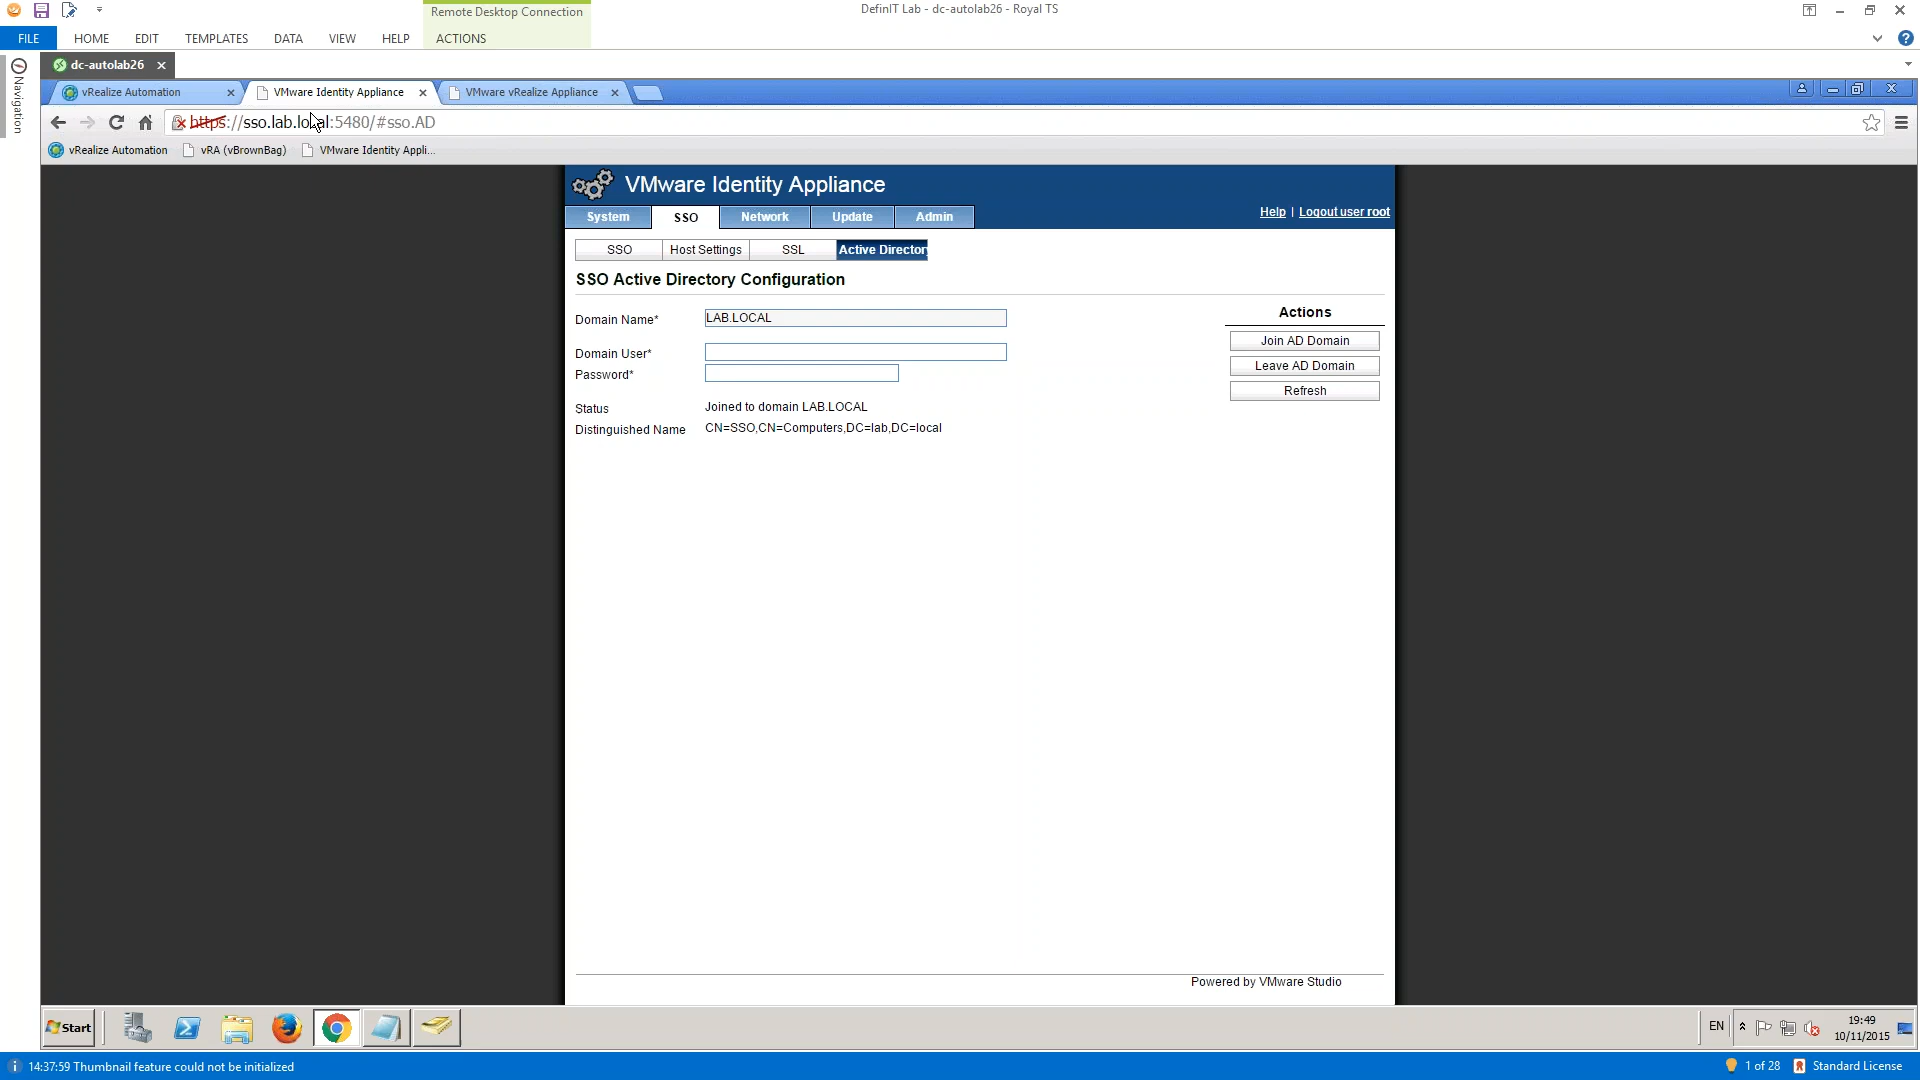 Remote Desktop Connection
DefinIT Lab - dc-autolab26 - Royal TS
FILE HOME EDIT TEMPLATES DATA VIEW HELP ACTIONS
Navigation
dc-autolab26
vRealize Automation VMware Identity Appliance VMware vRealize Appliance
https://sso.lab.local:5480/#sso.AD
vRealize Automation vRA (vBrownBag) VMware Identity Appli...
VMware Identity Appliance
System SSO Network Update Admin
Help | Logout user root
SSO Host Settings SSL Active Director
SSO Active Directory Configuration
Actions
Domain Name* LAB.LOCAL
Join AD Domain
Domain User*
Leave AD Domain
Password*
Refresh
Status Joined to domain LAB.LOCAL
Distinguished Name CN=SSO,CN=Computers,DC=lab,DC=local
Powered by VMware Studio
Start
EN
19:49
10/11/2015
14:37:59 Thumbnail feature could not be initialized
1 of 28 Standard License